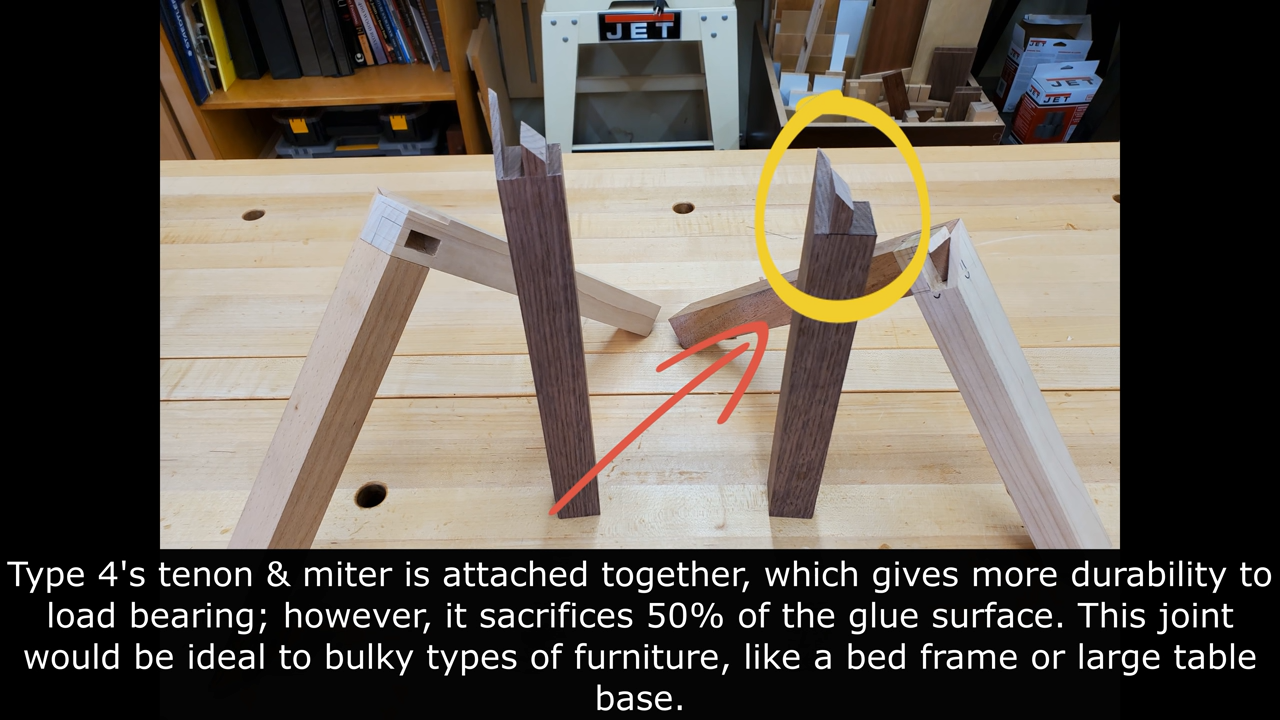 JET
JET
JET
Type 4's tenon & miter is attached together, which gives more durability to
load bearing; however, it sacrifices 50% of the glue surface. This joint
would be ideal to bulky types of furniture, like a bed frame or large table
base.